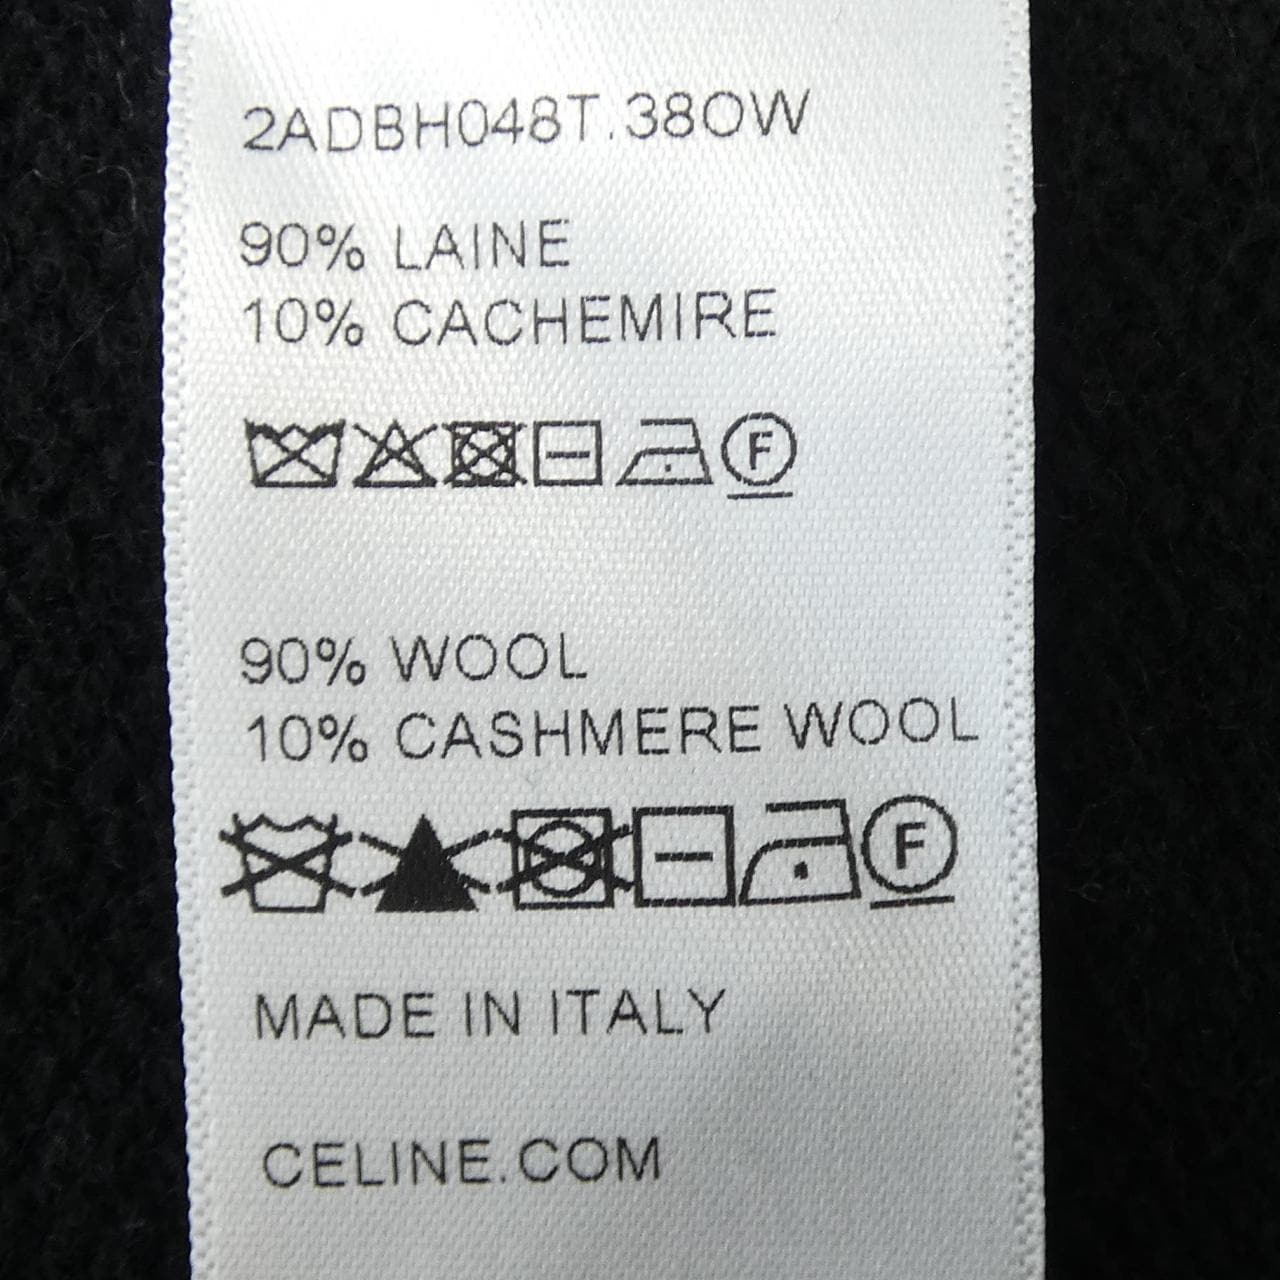 2ADBH048T.38OW
90% LAINE
10% CACHEMIRE
F
90% WOOL
10% CASHMERE WOOL
F
MADE IN ITALY
CELINE.COM